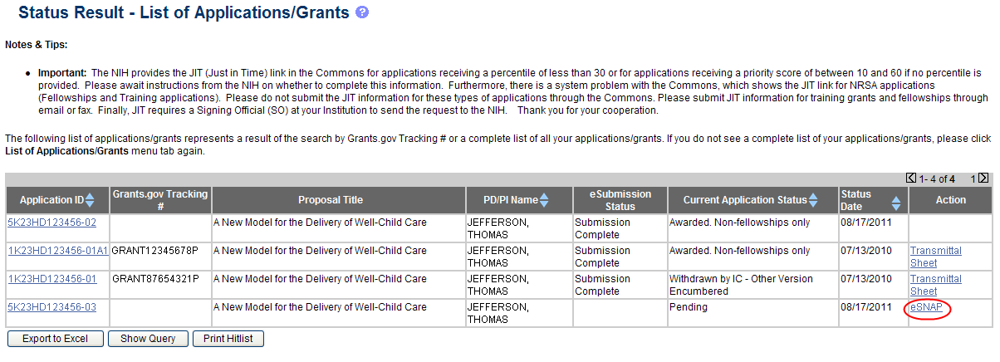 Status Result - List of Applications/Grants ?
Notes & Tips:
• Important: The NIH provides the JIT (Just in Time) link in the Commons for applications receiving a percentile of less than 30 or for applications receiving a priority score of between 10 and 60 if no percentile is
provided. Please await instructions from the NIH on whether to complete this information. Furthermore, there is a system problem with the Commons, which shows the JIT link for NRSA applications
(Fellowships and Training applications). Please do not submit the JIT information for these types of applications through the Commons. Please submit JIT information for training grants and fellowships through
email or fax. Finally, JIT requires a Signing Official (SO) at your Institution to send the request to the NIH. Thank you for your cooperation.
The following list of applications/grants represents a result of the search by Grants.gov Tracking # or a complete list of all your applications/grants. If you do not see a complete list of your applications/grants, please click
List of Applications/Grants menu tab again.
1- 4 of 4 1
Application ID Grants.gov Tracking # Proposal Title PD/PI Name eSubmission Status Current Application Status Status Date Action
5K23HD123456-02 A New Model for the Delivery of Well-Child Care JEFFERSON, THOMAS Submission Complete Awarded. Non-fellowships only 08/17/2011
1K23HD123456-01A1 GRANT12345678P A New Model for the Delivery of Well-Child Care JEFFERSON, THOMAS Submission Complete Awarded. Non-fellowships only 07/13/2010 Transmittal Sheet
1K23HD123456-01 GRANT87654321P A New Model for the Delivery of Well-Child Care JEFFERSON, THOMAS Submission Complete Withdrawn by IC - Other Version Encumbered 07/13/2010 Transmittal Sheet
5K23HD123456-03 A New Model for the Delivery of Well-Child Care JEFFERSON, THOMAS Pending 08/17/2011 eSNAP
Export to Excel Show Query Print Hitlist